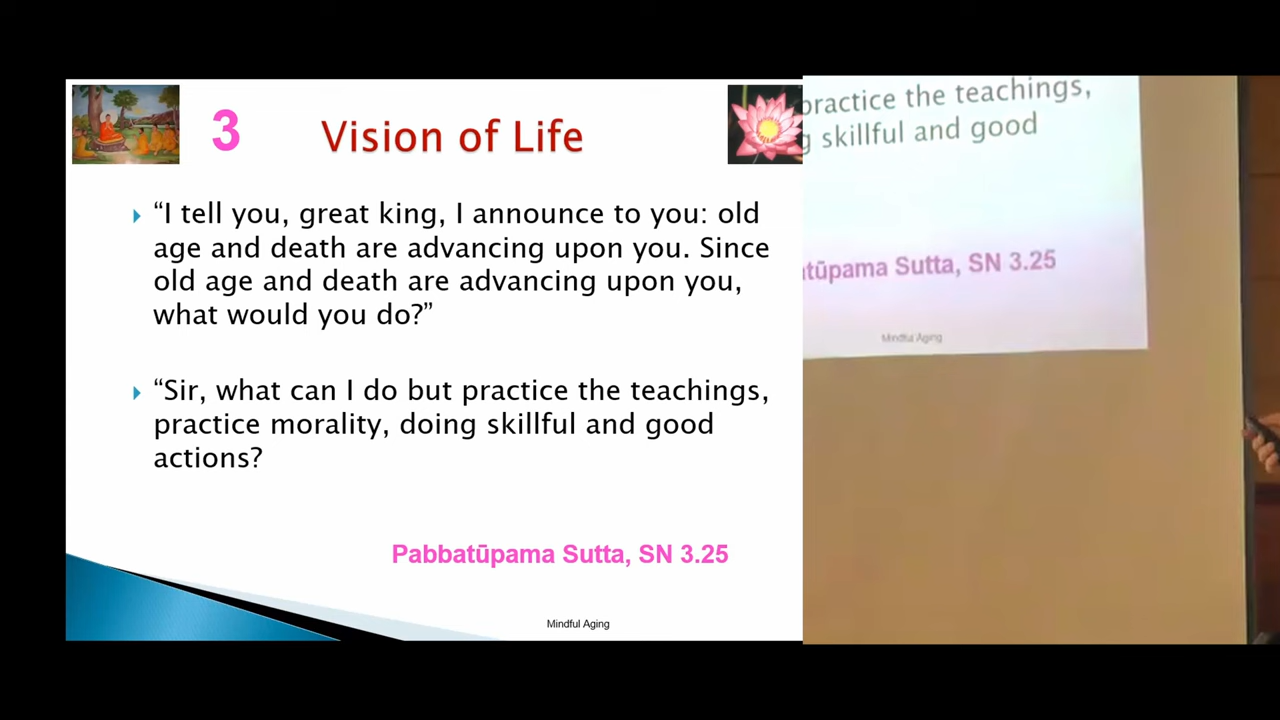 3
Vision of Life
“I tell you, great king, I announce to you: old
age and death are advancing upon you. Since
old age and death are advancing upon you,
what would you do?”
“Sir, what can I do but practice the teachings,
practice morality, doing skillful and good
actions?
Pabbatūpama Sutta, SN 3.25
Mindful Aging
practice the teachings,
g skillful and good
tūpama Sutta, SN 3.25
Mindful Aging